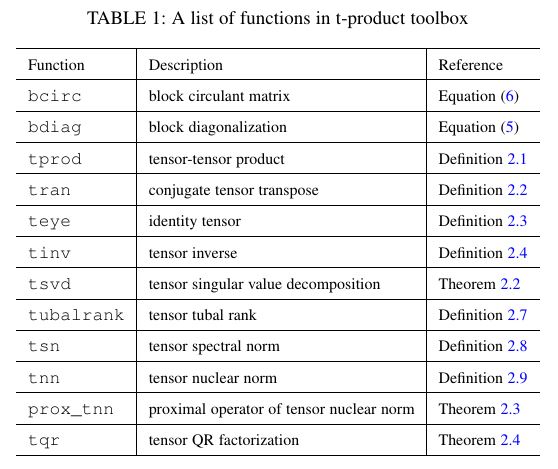 TABLE 1: A list of functions in t-product toolbox
Function Description Reference
bcirc block circulant matrix Equation (6)
bdiag block diagonalization Equation (5)
tprod tensor-tensor product Definition 2.1
tran conjugate tensor transpose Definition 2.2
teye identity tensor Definition 2.3
tinv tensor inverse Definition 2.4
tsvd tensor singular value decomposition Theorem 2.2
tubalrank tensor tubal rank Definition 2.7
tsn tensor spectral norm Definition 2.8
tnn tensor nuclear norm Definition 2.9
prox_tnn proximal operator of tensor nuclear norm Theorem 2.3
tqr tensor QR factorization Theorem 2.4